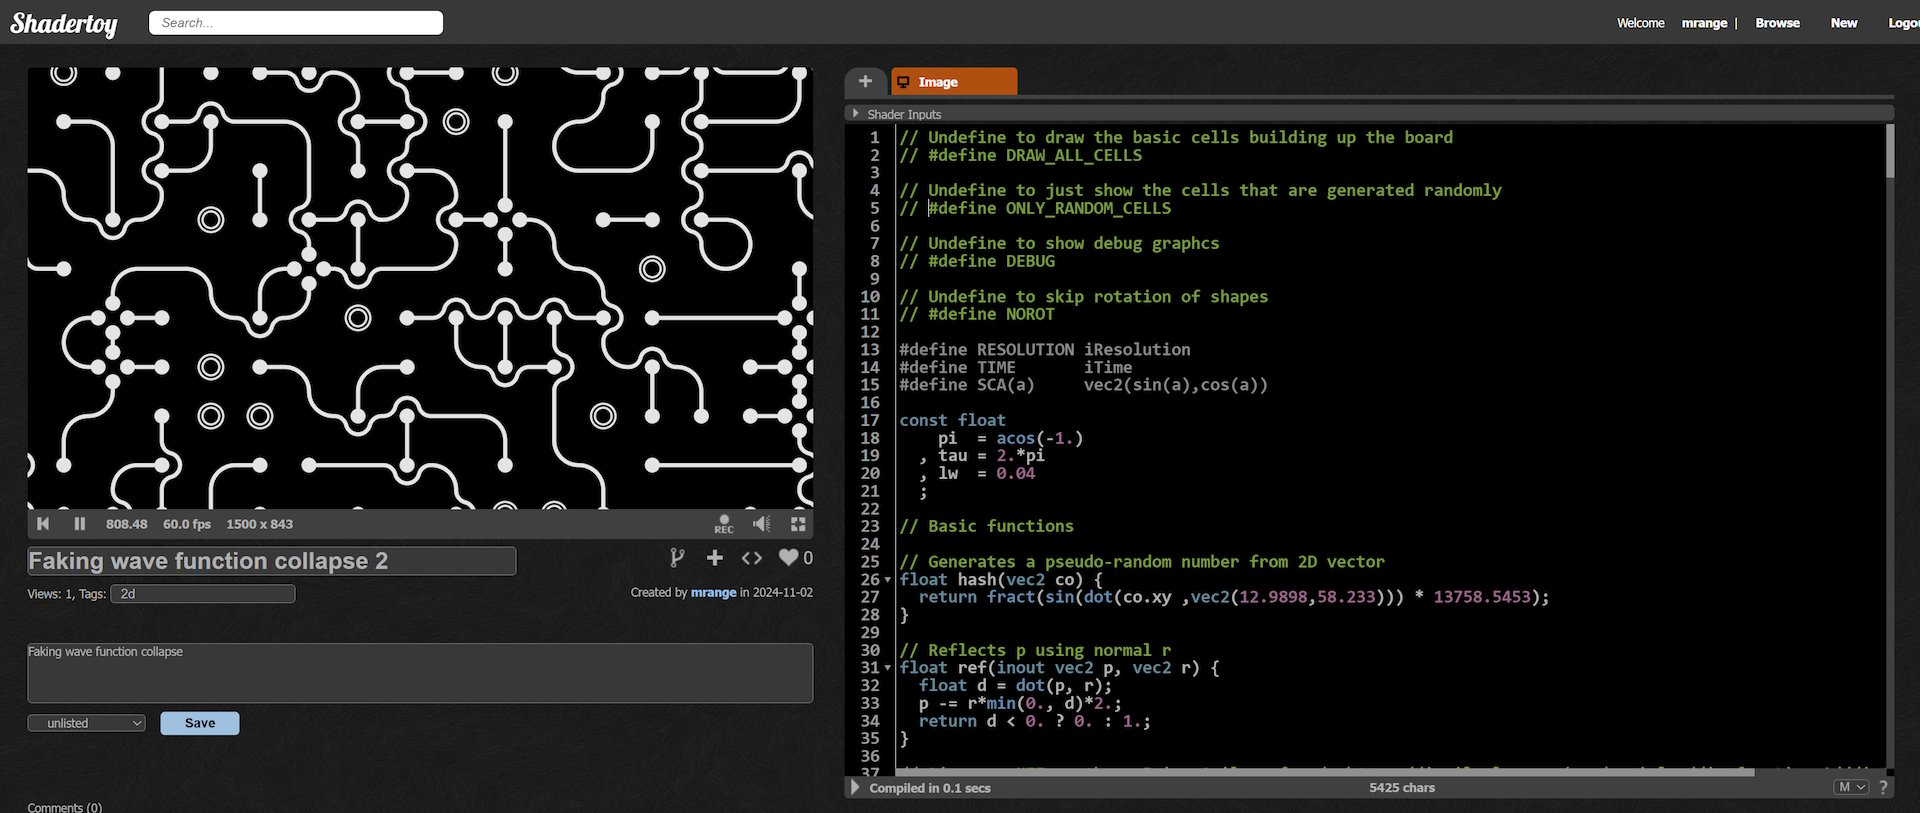 Shadertoy
Search...
Welcome mrange | Browse New
808.48 60.0 fps 1500 x 843
REC
Faking wave function collapse 2
0
Views: 1, Tags: 2d
Created by mrange in 2024-11-02
Faking wave function collapse
unlisted
Save
Comments (0)
+
Image
Shader Inputs
1 // Undefine to draw the basic cells building up the board
2 // #define DRAW_ALL_CELLS
3
4 // Undefine to just show the cells that are generated randomly
5 // #define ONLY_RANDOM_CELLS
6
7 // Undefine to show debug graphcs
8 // #define DEBUG
9
10 // Undefine to skip rotation of shapes
11 // #define NOROT
12
13 #define RESOLUTION iResolution
14 #define TIME iTime
15 #define SCA(a) vec2(sin(a),cos(a))
16
17 const float
18 pi = acos(-1.)
19 , tau = 2.*pi
20 , lw = 0.04
21 ;
22
23 // Basic functions
24
25 // Generates a pseudo-random number from 2D vector
26 float hash(vec2 co) {
27 return fract(sin(dot(co.xy ,vec2(12.9898,58.233))) * 13758.5453);
28 }
29
30 // Reflects p using normal r
31 float ref(inout vec2 p, vec2 r) {
32 float d = dot(p, r);
33 p -= r*min(0., d)*2.;
34 return d < 0. ? 0. : 1.;
35 }
36
37
Compiled in 0.1 secs
5425 chars
M
?